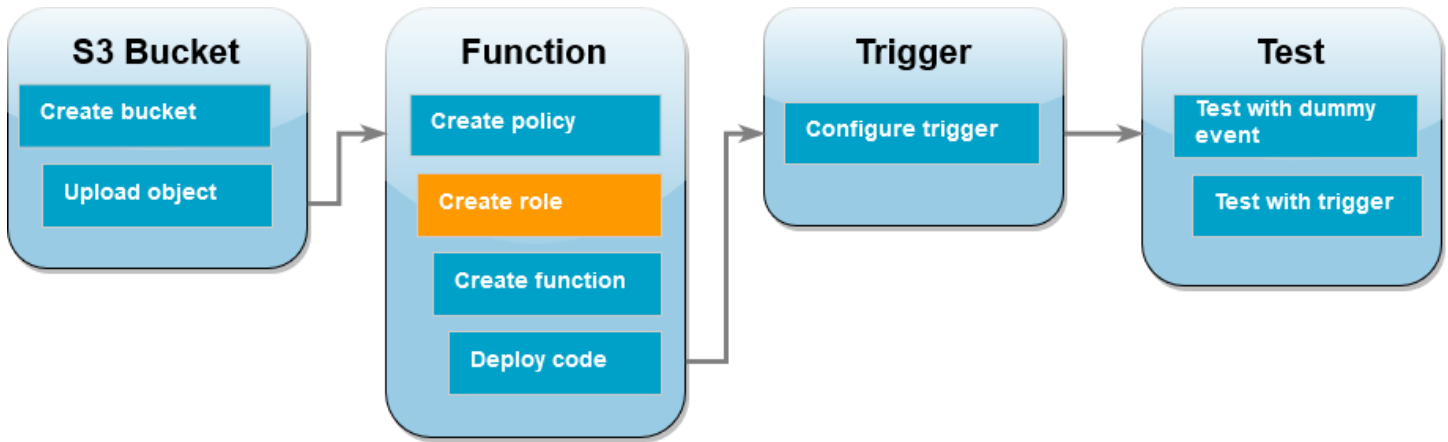 S3 Bucket
Create bucket
Upload object
Function
Create policy
Create role
Create function
Deploy code
Trigger
Configure trigger
Test
Test with dummy
event
Test with trigger